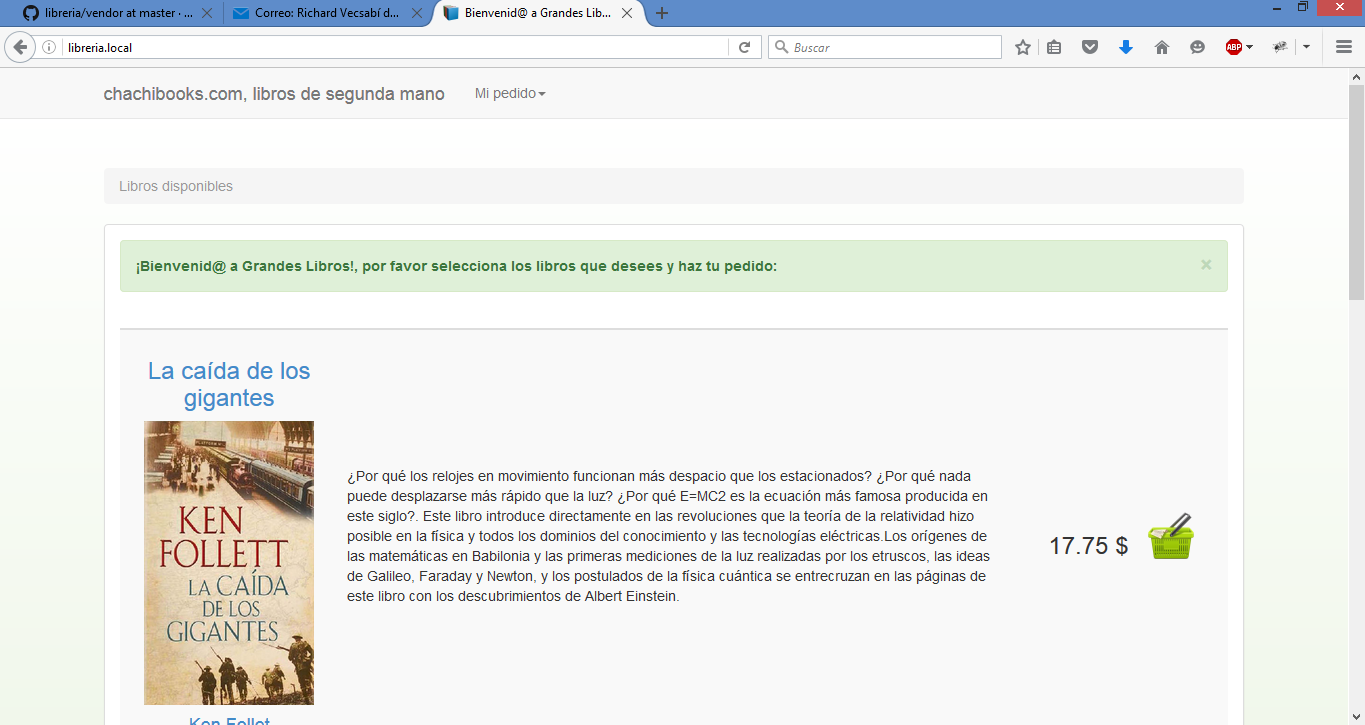 libreria/vendor at master · ...
Correo: Richard Vecsabí d...
Bienvenid@ a Grandes Lib...
libreria.local
Buscar
ABP
chachibooks.com, libros de segunda mano
Mi pedido
Libros disponibles
¡Bienvenid@ a Grandes Libros!, por favor selecciona los libros que desees y haz tu pedido:
×
La caída de los
gigantes
KEN
FOLLETT
LA CAÍDA
DE LOS
GIGANTES
¿Por qué los relojes en movimiento funcionan más despacio que los estacionados? ¿Por qué nada
puede desplazarse más rápido que la luz? ¿Por qué E=MC2 es la ecuación más famosa producida en
este siglo?. Este libro introduce directamente en las revoluciones que la teoría de la relatividad hizo
posible en la física y todos los dominios del conocimiento y las tecnologías eléctricas.Los orígenes de
las matemáticas en Babilonia y las primeras mediciones de la luz realizadas por los etruscos, las ideas
de Galileo, Faraday y Newton, y los postulados de la física cuántica se entrecruzan en las páginas de
este libro con los descubrimientos de Albert Einstein.
17.75 $
Ken Follet